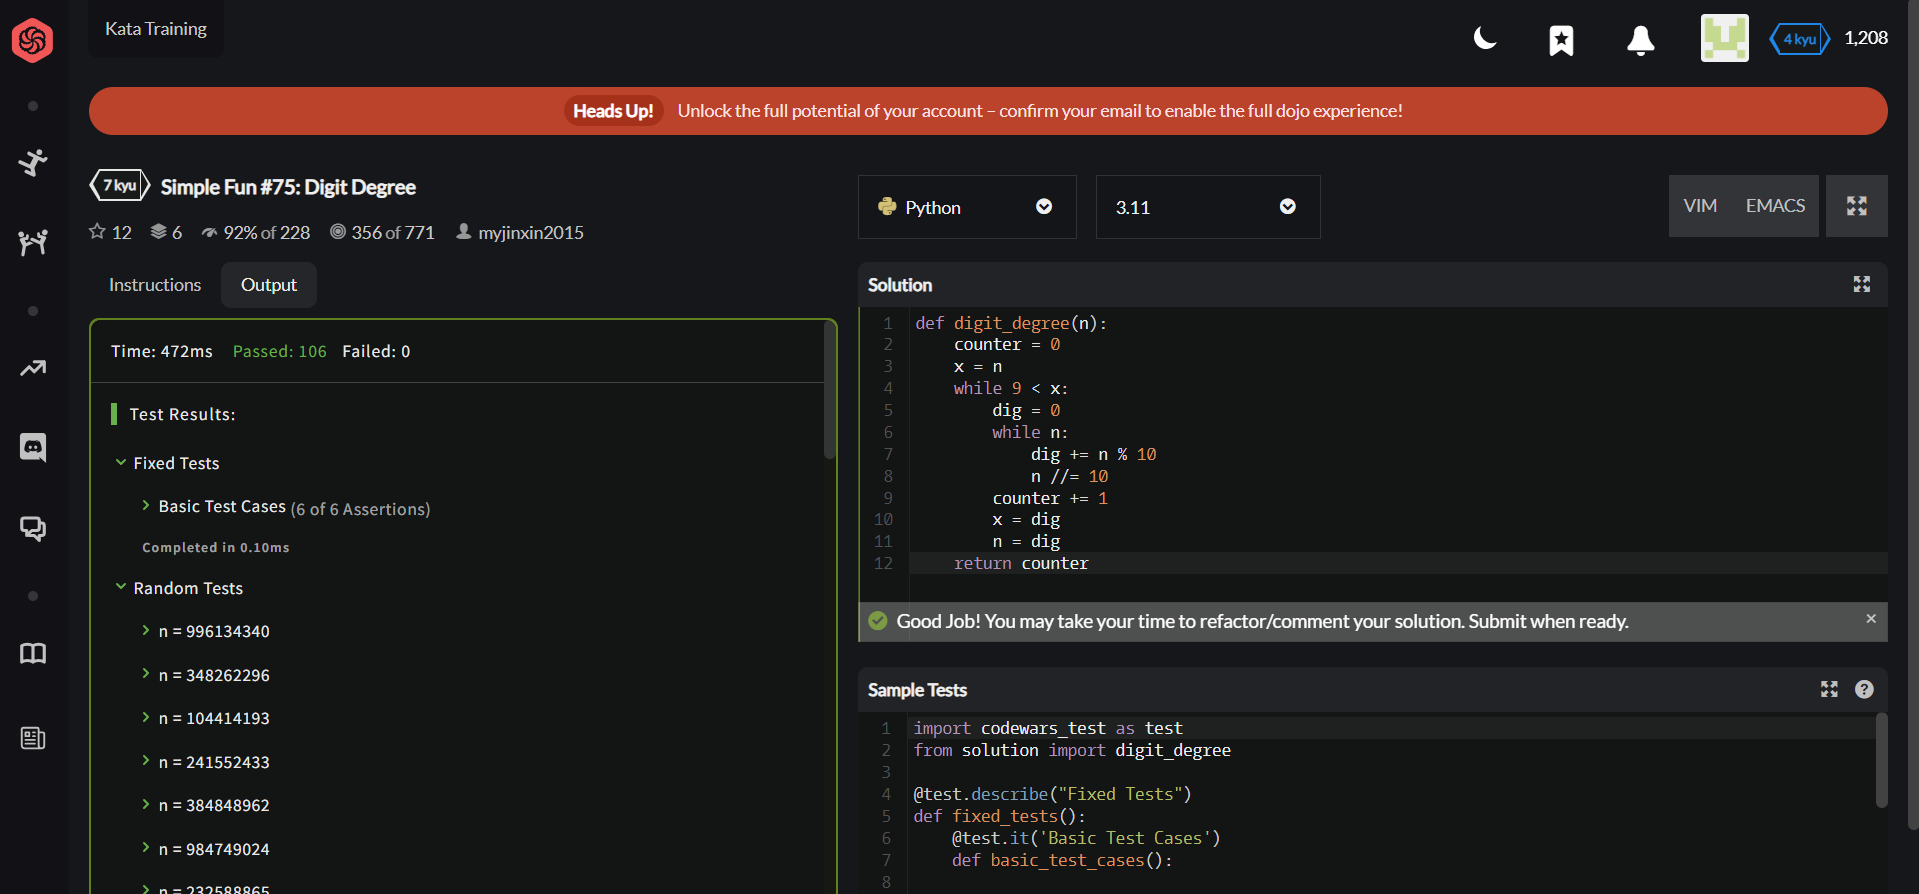 Kata Training
4 kyu
1,208
Heads Up! Unlock the full potential of your account – confirm your email to enable the full dojo experience!
7 kyu
Simple Fun #75: Digit Degree
12 6 92% of 228 356 of 771 myjinxin2015
Python
3.11
VIM EMACS
Instructions
Output
Time: 472ms Passed: 106 Failed: 0
Test Results:
Fixed Tests
Basic Test Cases (6 of 6 Assertions)
Completed in 0.10ms
Random Tests
n = 996134340
n = 348262296
n = 104414193
n = 241552433
n = 384848962
n = 984749024
n = 232588865
Solution
1 def digit_degree(n):
2 counter = 0
3 x = n
4 while 9 < x:
5 dig = 0
6 while n:
7 dig += n % 10
8 n //= 10
9 counter += 1
10 x = dig
11 n = dig
12 return counter
Good Job! You may take your time to refactor/comment your solution. Submit when ready.
×
Sample Tests
?
1 import codewars_test as test
2 from solution import digit_degree
3
4 @test.describe("Fixed Tests")
5 def fixed_tests():
6 @test.it('Basic Test Cases')
7 def basic_test_cases():
8